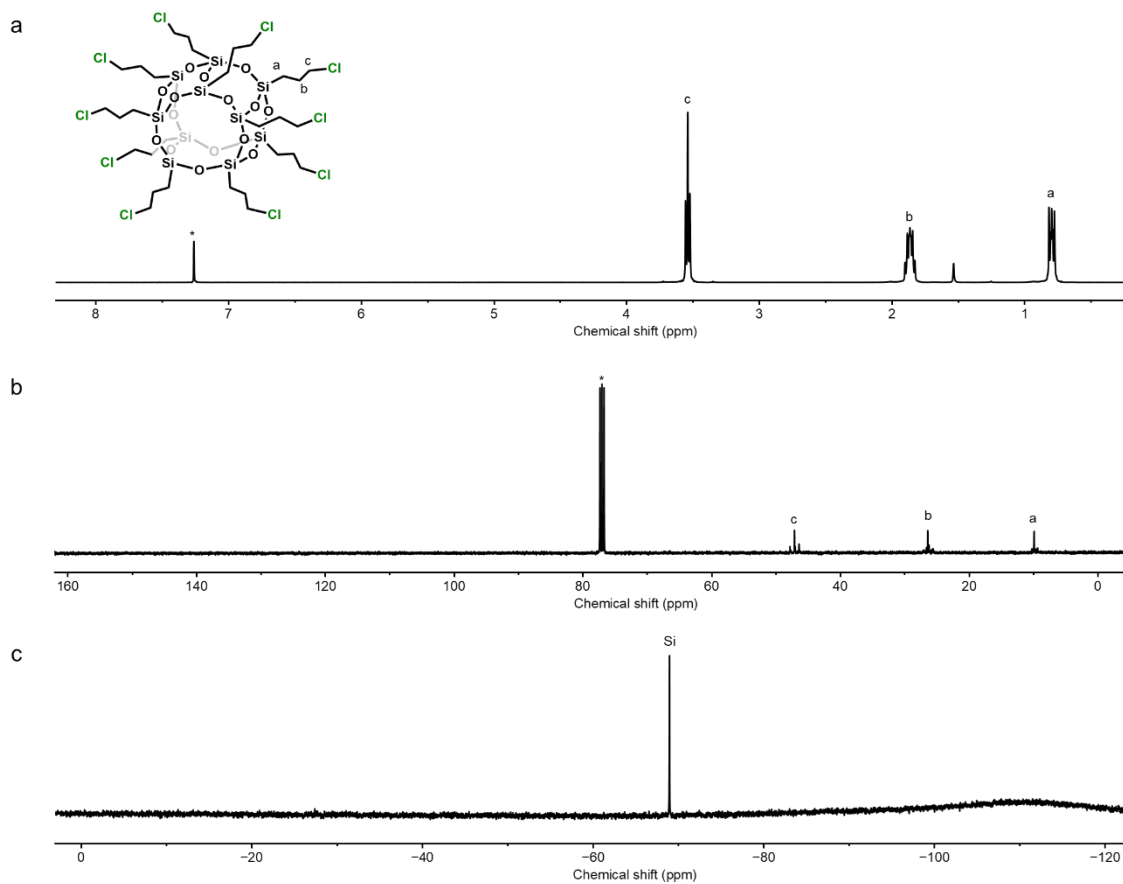 a
Cl Cl
Cl Si O O a c Cl
Si O Si b
O Si O O O O
Cl Si O Si Cl
O Si O Si
O O O Cl
Si O Si
Cl Cl
Cl Cl
* c b a
8 7 6 5 4 3 2 1
Chemical shift (ppm)
b
* c b a
160 140 120 100 80 60 40 20 0
Chemical shift (ppm)
c
Si
0 −20 −40 −60 −80 −100 −120
Chemical shift (ppm)